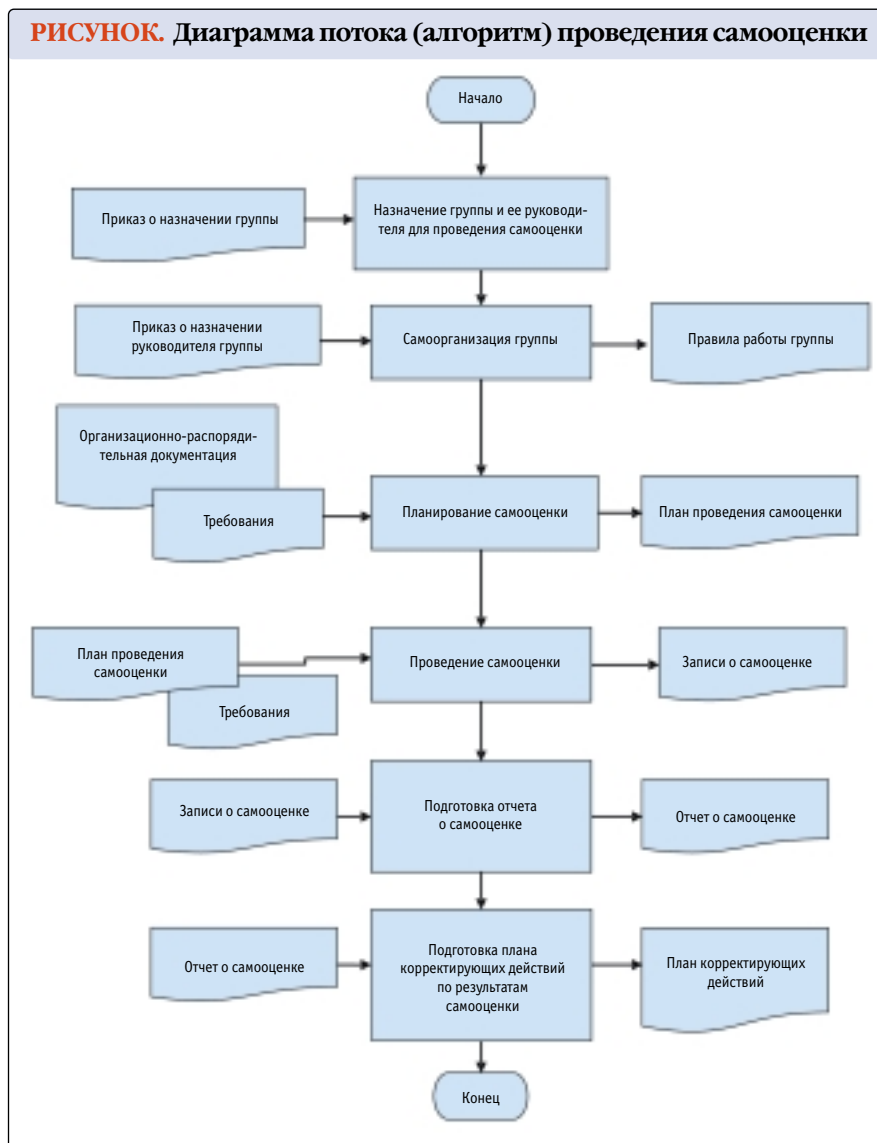 РИСУНОК. Диаграмма потока (алгоритм) проведения самооценки
Начало
Приказ о назначении группы
Назначение группы и ее руководи-
теля для проведения самооценки
Приказ о назначении
руководителя группы
Самоорганизация группы
Правила работы группы
Организационно-распоряди-
тельная документация
Требования
Планирование самооценки
План проведения самооценки
План проведения
самооценки
Требования
Проведение самооценки
Записи о самооценке
Записи о самооценке
Подготовка отчета
о самооценке
Отчет о самооценке
Отчет о самооценке
Подготовка плана
корректирующих действий
по результатам
самооценки
План корректирующих
действий
Конец